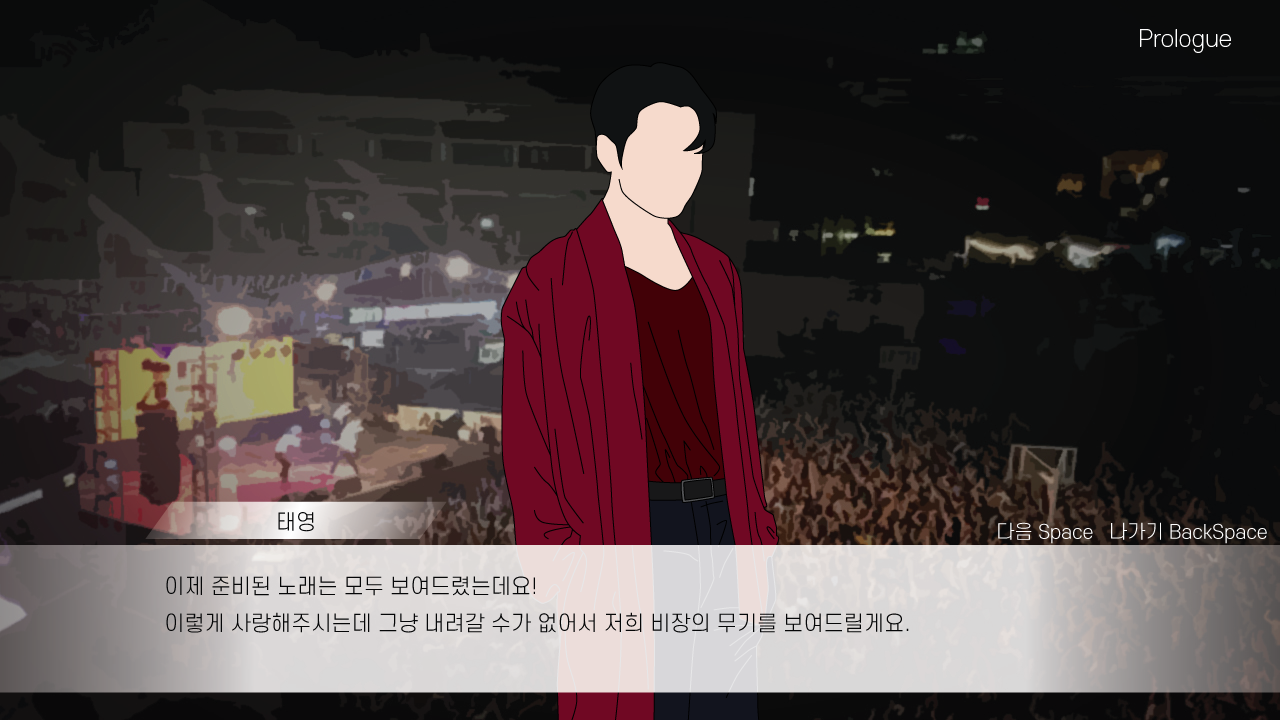 Prologue
태영
다음 Space 나가기 BackSpace
이제 준비된 노래는 모두 보여드렸는데요!
이렇게 사랑해주시는데 그냥 내려갈 수가 없어서 저희 비장의 무기를 보여드릴게요.